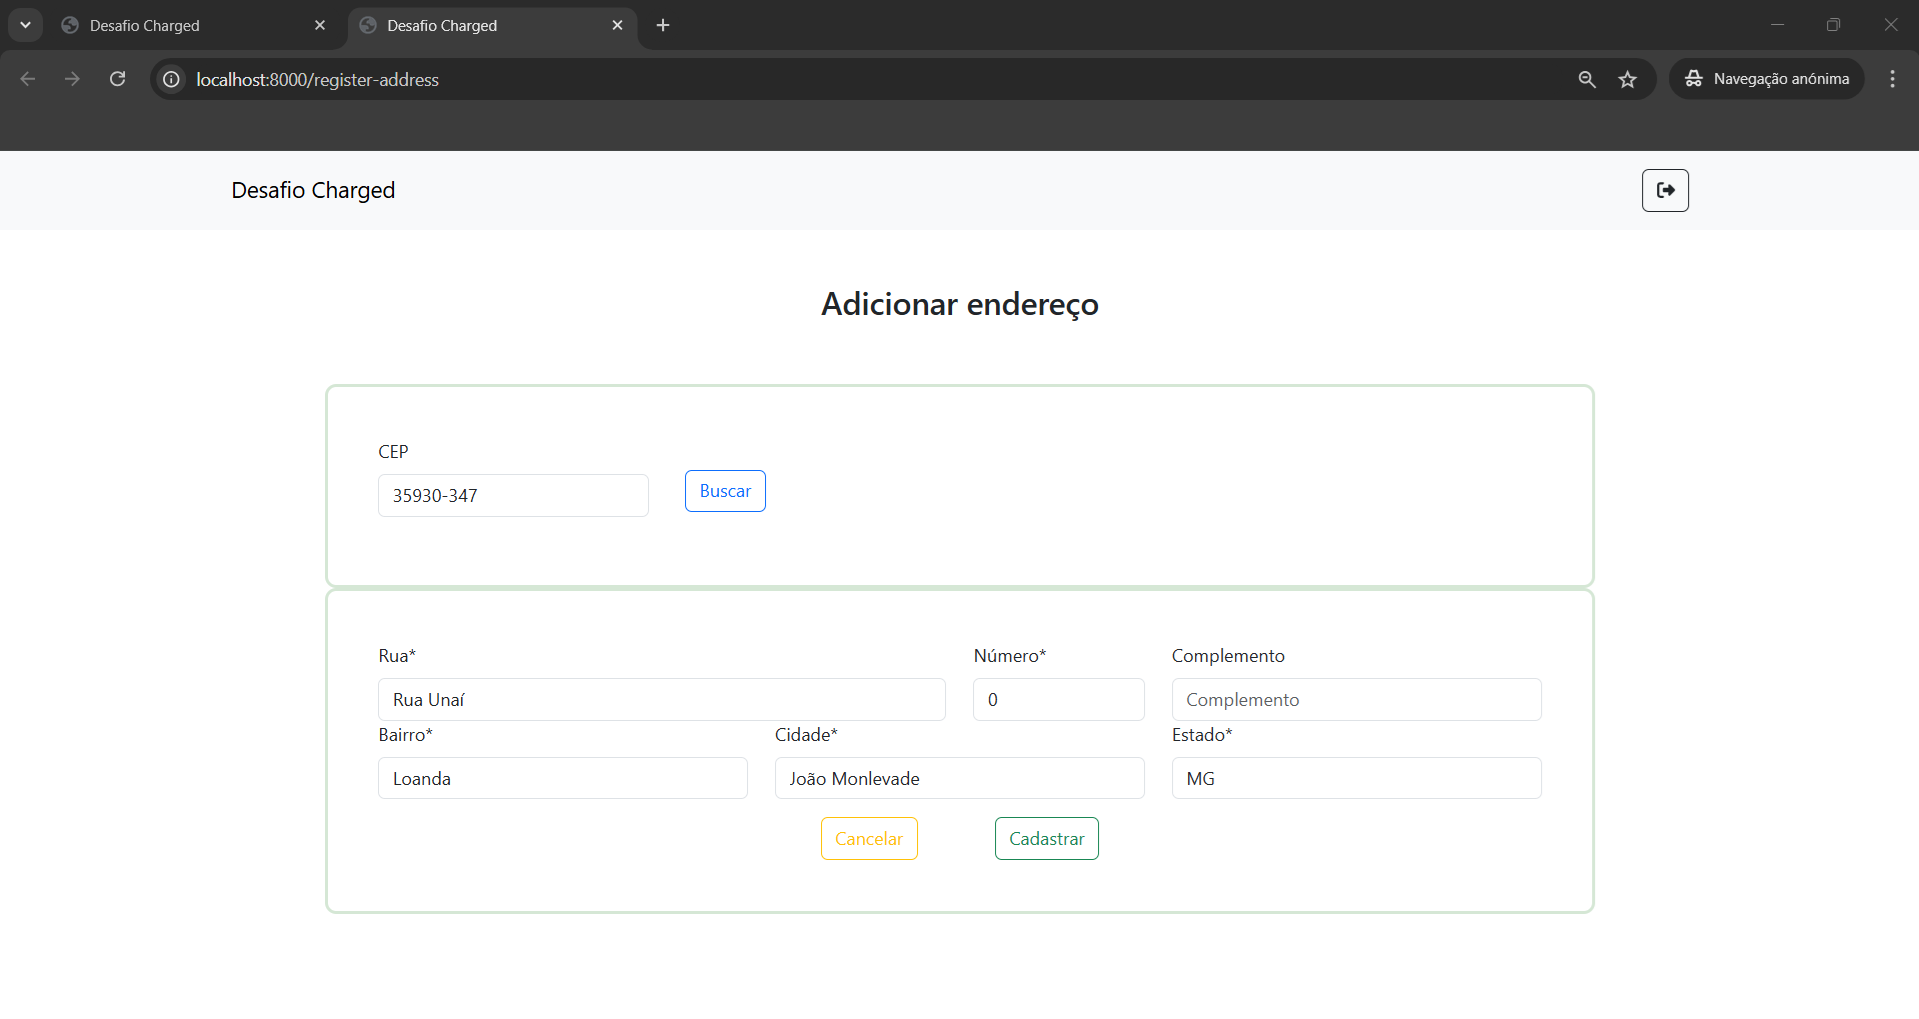 Desafio Charged
Desafio Charged
localhost:8000/register-address
Navegação anónima
Desafio Charged
Adicionar endereço
CEP
35930-347
Buscar
Rua*
Número*
Complemento
Rua Unaí
0
Complemento
Bairro*
Cidade*
Estado*
Loanda
João Monlevade
MG
Cancelar
Cadastrar